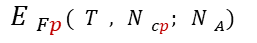 E Fp ( T , N cp; N A)